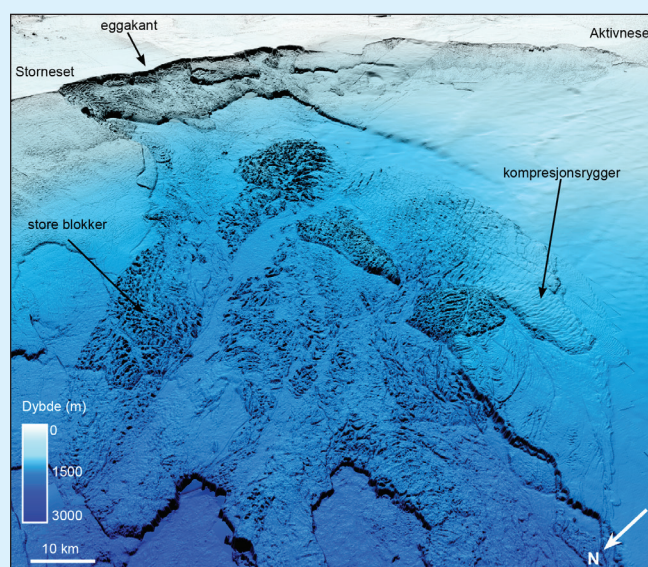 eggakant
Aktivneset
Storneset
kompresjonsrygger
store blokker
Dybde (m)
0
1500
3000
10 km
N